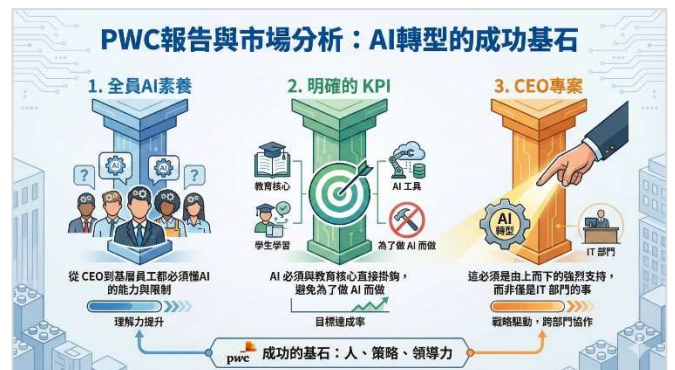 PWC報告與市場分析：AI轉型的成功基石
1. 全員AI素養
2. 明確的 KPI
3. CEO專案
?
AI
AI
?
教育核心
AI 工具
學生學習
為了做 AI 而做
AI
轉型
IT 部門
從 CEO到基層員工都必須懂AI
的能力與限制
理解力提升
AI 必須與教育核心直接掛鉤，
避免為了做 AI 而做
目標達成率
這必須是由上而下的強烈支持，
而非僅是IT 部門的事
戰略驅動，跨部門協作
pwc 成功的基石：人、策略、領導力